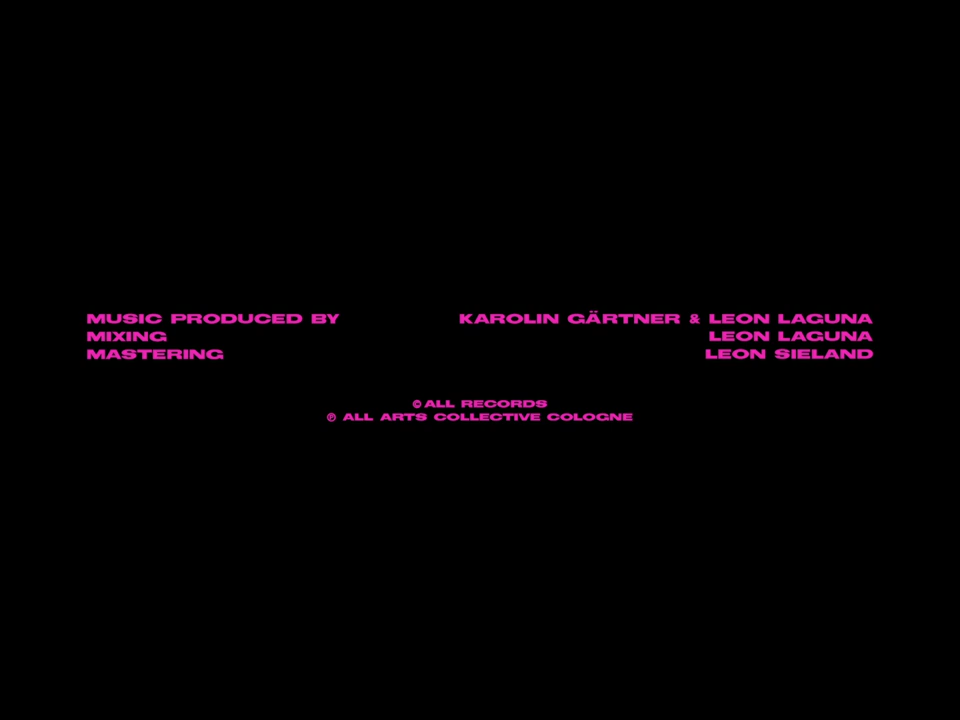 MUSIC PRODUCED BY KAROLIN GÄRTNER & LEON LAGUNA
MIXING LEON LAGUNA
MASTERING LEON SIELAND
© ALL RECORDS
℗ ALL ARTS COLLECTIVE COLOGNE